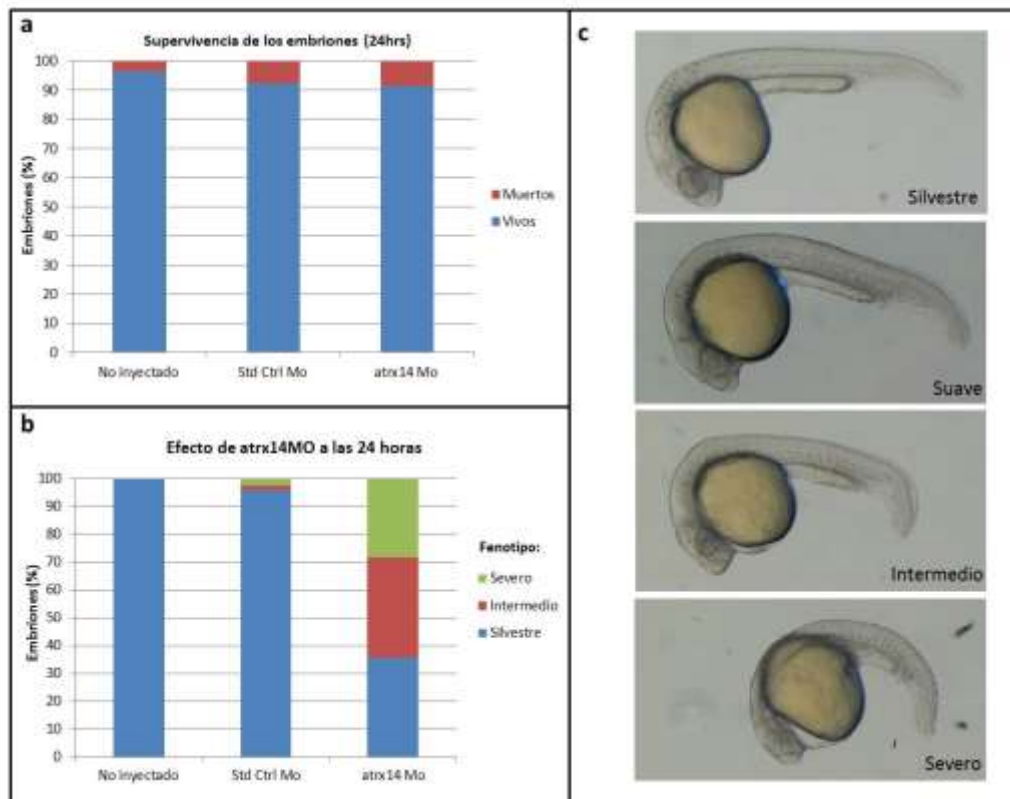 a
Supervivencia de los embriones (24hrs)
Embriones (%)
100
90
80
70
60
50
40
30
20
10
0
No inyectado
Std Ctrl Mo
atrx14 Mo
Muertos
Vivos
b
Efecto de atrx14MO a las 24 horas
Embriones (%)
100
90
80
70
60
50
40
30
20
10
0
No inyectado
Std Ctrl Mo
atrx14 Mo
Fenotipo:
Severo
Intermedio
Silvestre
c
Silvestre
Suave
Intermedio
Severo